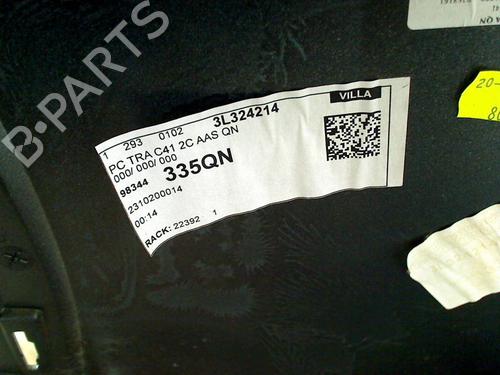 B-PARTS
1 293 0102 3L324214
PC TRA C41 2C AAS QN
000/ 000/ 000
98344 335QN
2310200014
00:14
RACK: 22392 1
VILLA
A QN
20-